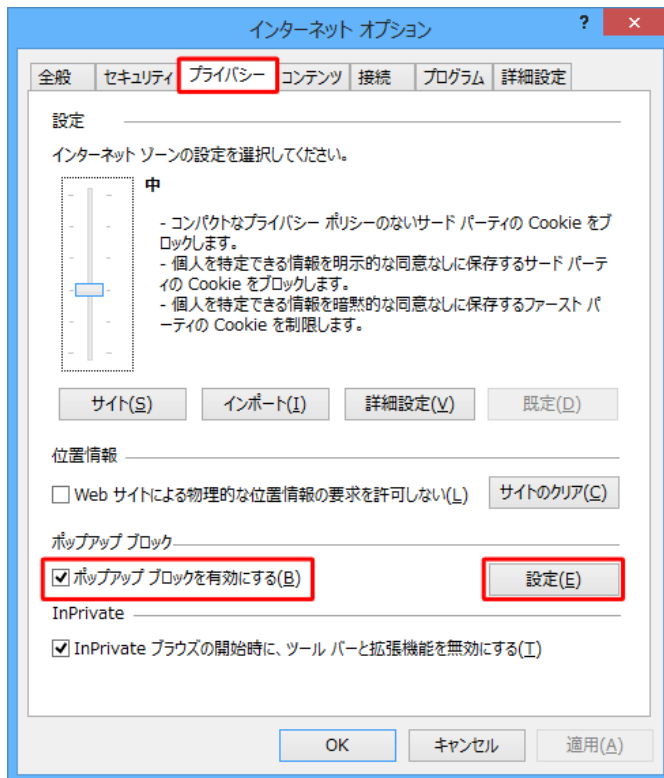 インターネット オプション
? ×
全般 セキュリティ プライバシー コンテンツ 接続 プログラム 詳細設定
設定
インターネット ゾーンの設定を選択してください。
中
- コンパクトなプライバシー ポリシーのないサード パーティの Cookie をブ
ロックします。
- 個人を特定できる情報を明示的な同意なしに保存するサード パーテ
ィの Cookie をブロックします。
- 個人を特定できる情報を暗黙的な同意なしに保存するファースト パ
ーティの Cookie を制限します。
サイト(S) インポート(I) 詳細設定(V) 既定(D)
位置情報
Web サイトによる物理的な位置情報の要求を許可しない(L) サイトのクリア(C)
ポップアップ ブロック
ポップアップ ブロックを有効にする(B) 設定(E)
InPrivate
InPrivate ブラウズの開始時に、ツール バーと拡張機能を無効にする(T)
OK キャンセル 適用(A)